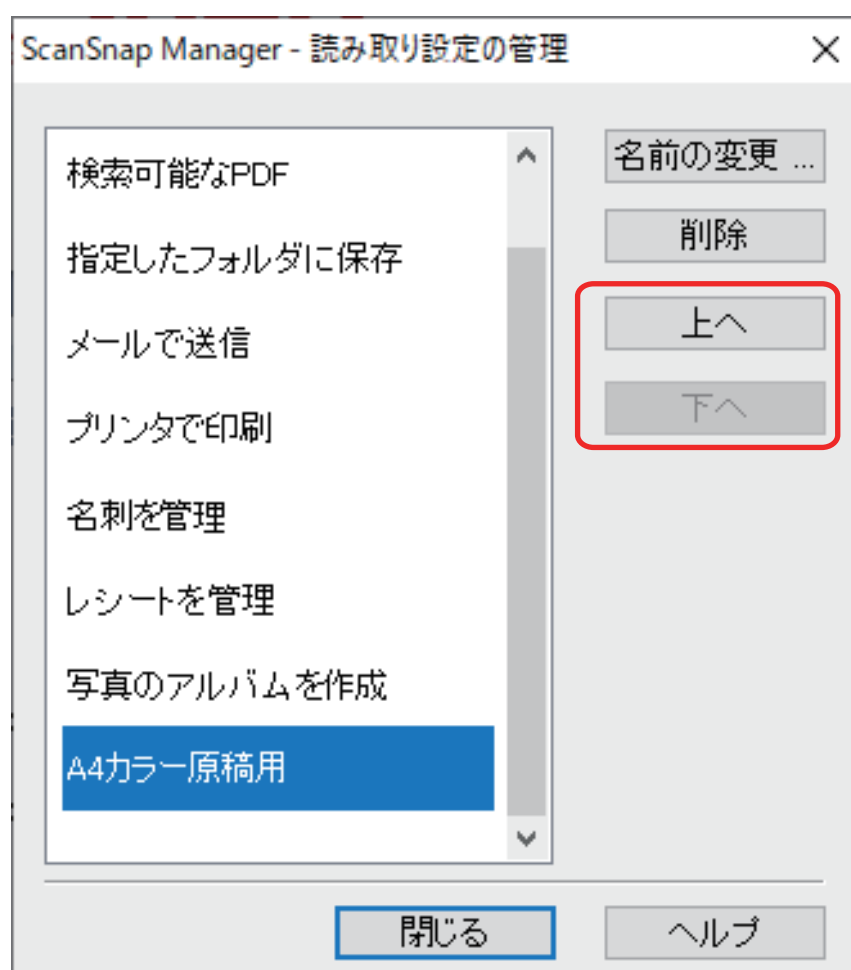 ScanSnap Manager - 読み取り設定の管理
検索可能なPDF
指定したフォルダに保存
メールで送信
プリンタで印刷
名刺を管理
レシートを管理
写真のアルバムを作成
A4カラー原稿用
名前の変更 ...
削除
上へ
下へ
閉じる
ヘルプ